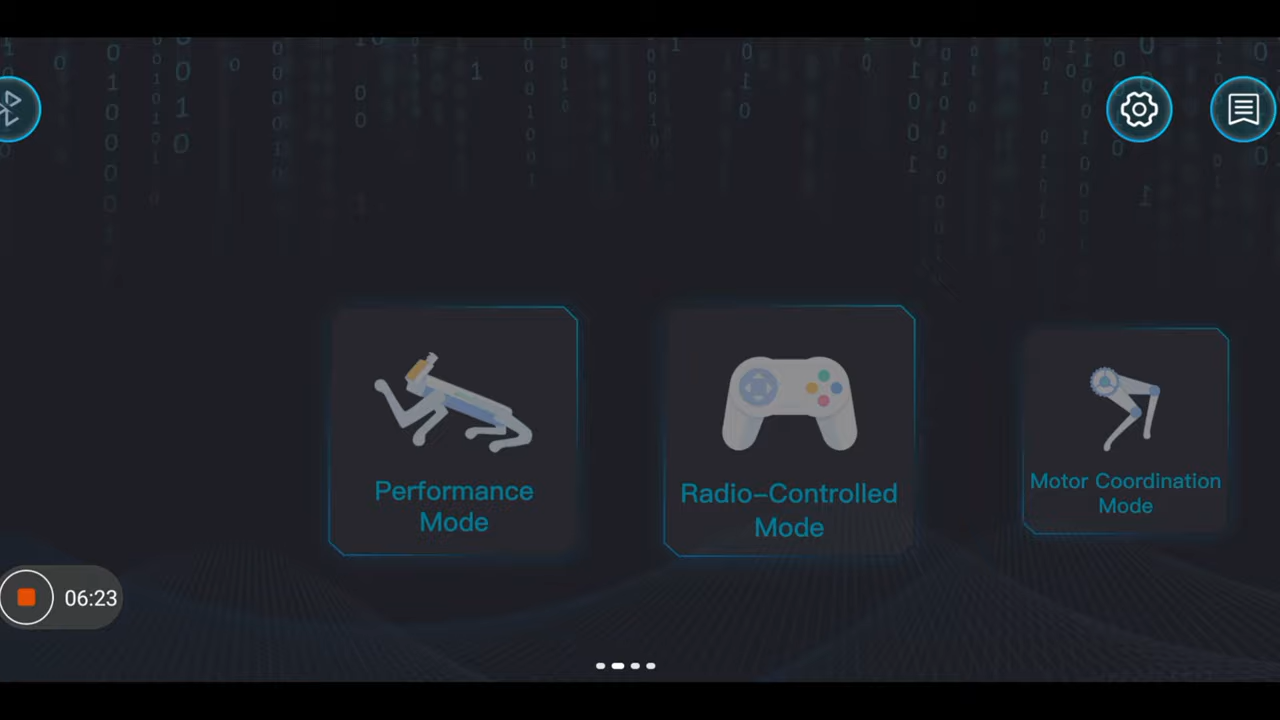 Performance
Mode
Radio-Controlled
Mode
Motor Coordination
Mode
06:23